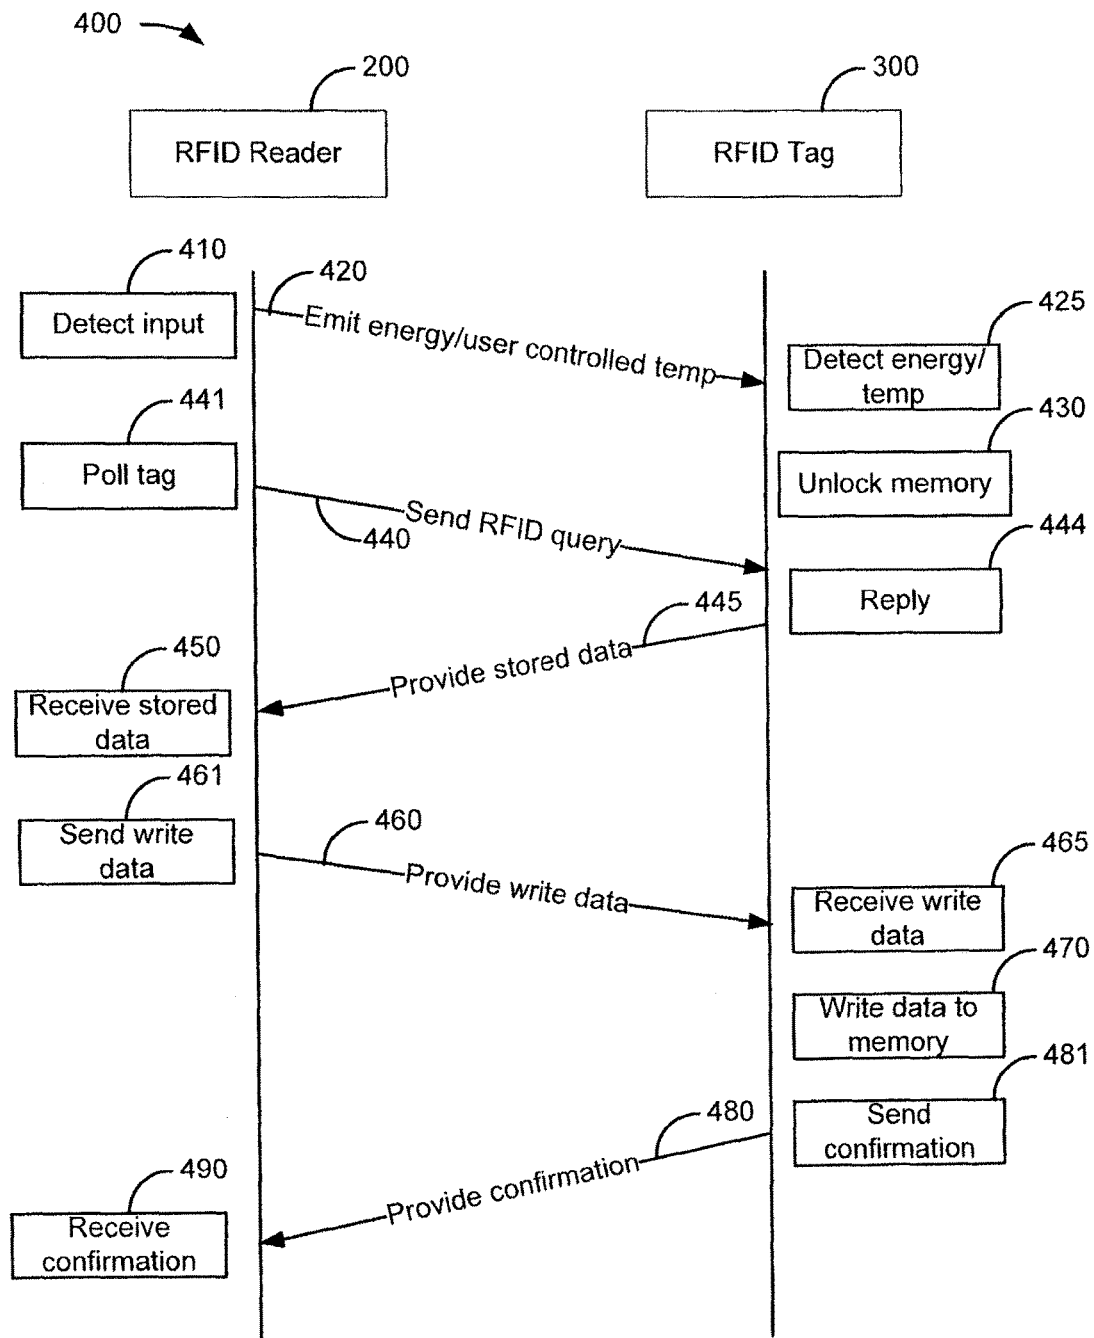 400
200
300
RFID Reader
RFID Tag
410
420
Detect input
Emit energy/user controlled temp
425
Detect energy/
temp
441
430
Poll tag
Unlock memory
Send RFID query
440
444
Reply
445
450
Provide stored data
Receive stored
data
461
460
Send write
data
Provide write data
465
Receive write
data
470
Write data to
memory
481
480
Send
confirmation
490
Provide confirmation
Receive
confirmation